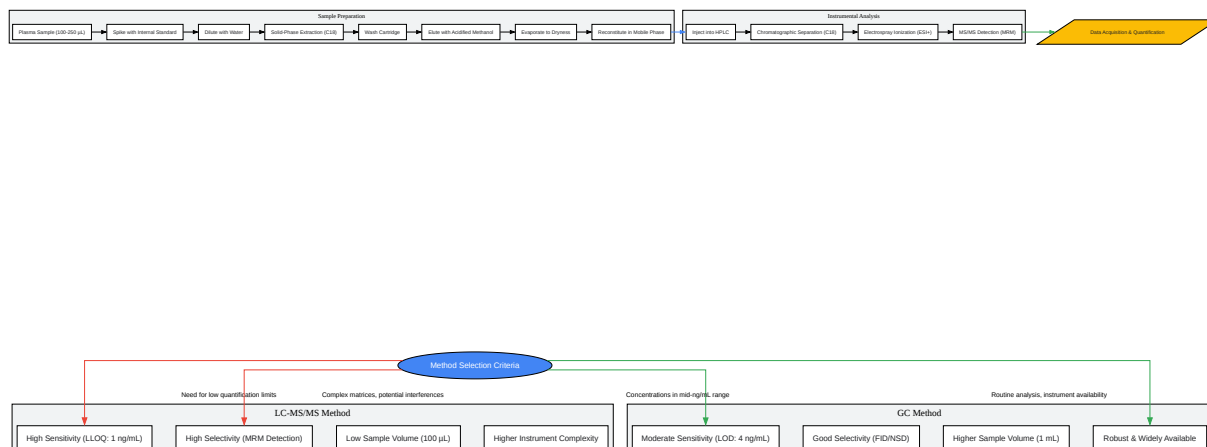 Sample Preparation
Plasma Sample (100-250 µL)
Spike with Internal Standard
Dilute with Water
Solid-Phase Extraction (C18)
Wash Cartridge
Elute with Acidified Methanol
Evaporate to Dryness
Reconstitute in Mobile Phase
Instrumental Analysis
Inject into HPLC
Chromatographic Separation (C18)
Electrospray Ionization (ESI+)
MS/MS Detection (MRM)
Data Acquisition & Quantification
Method Selection Criteria
Need for low quantification limits
Complex matrices, potential interferences
Concentrations in mid-ng/mL range
Routine analysis, instrument availability
LC-MS/MS Method
High Sensitivity (LLOQ: 1 ng/mL)
High Selectivity (MRM Detection)
Low Sample Volume (100 µL)
Higher Instrument Complexity
GC Method
Moderate Sensitivity (LOD: 4 ng/mL)
Good Selectivity (FID/NSD)
Higher Sample Volume (1 mL)
Robust & Widely Available